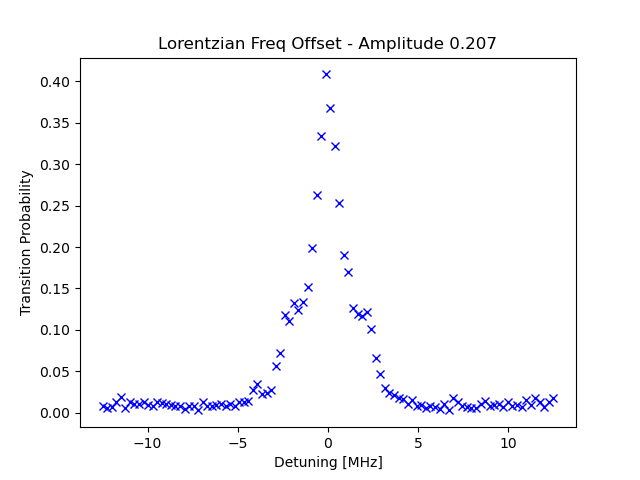 Lorentzian Freq Offset - Amplitude 0.207
Transition Probability
0.40
0.35
0.30
0.25
0.20
0.15
0.10
0.05
0.00
−10 −5 0 5 10
Detuning [MHz]